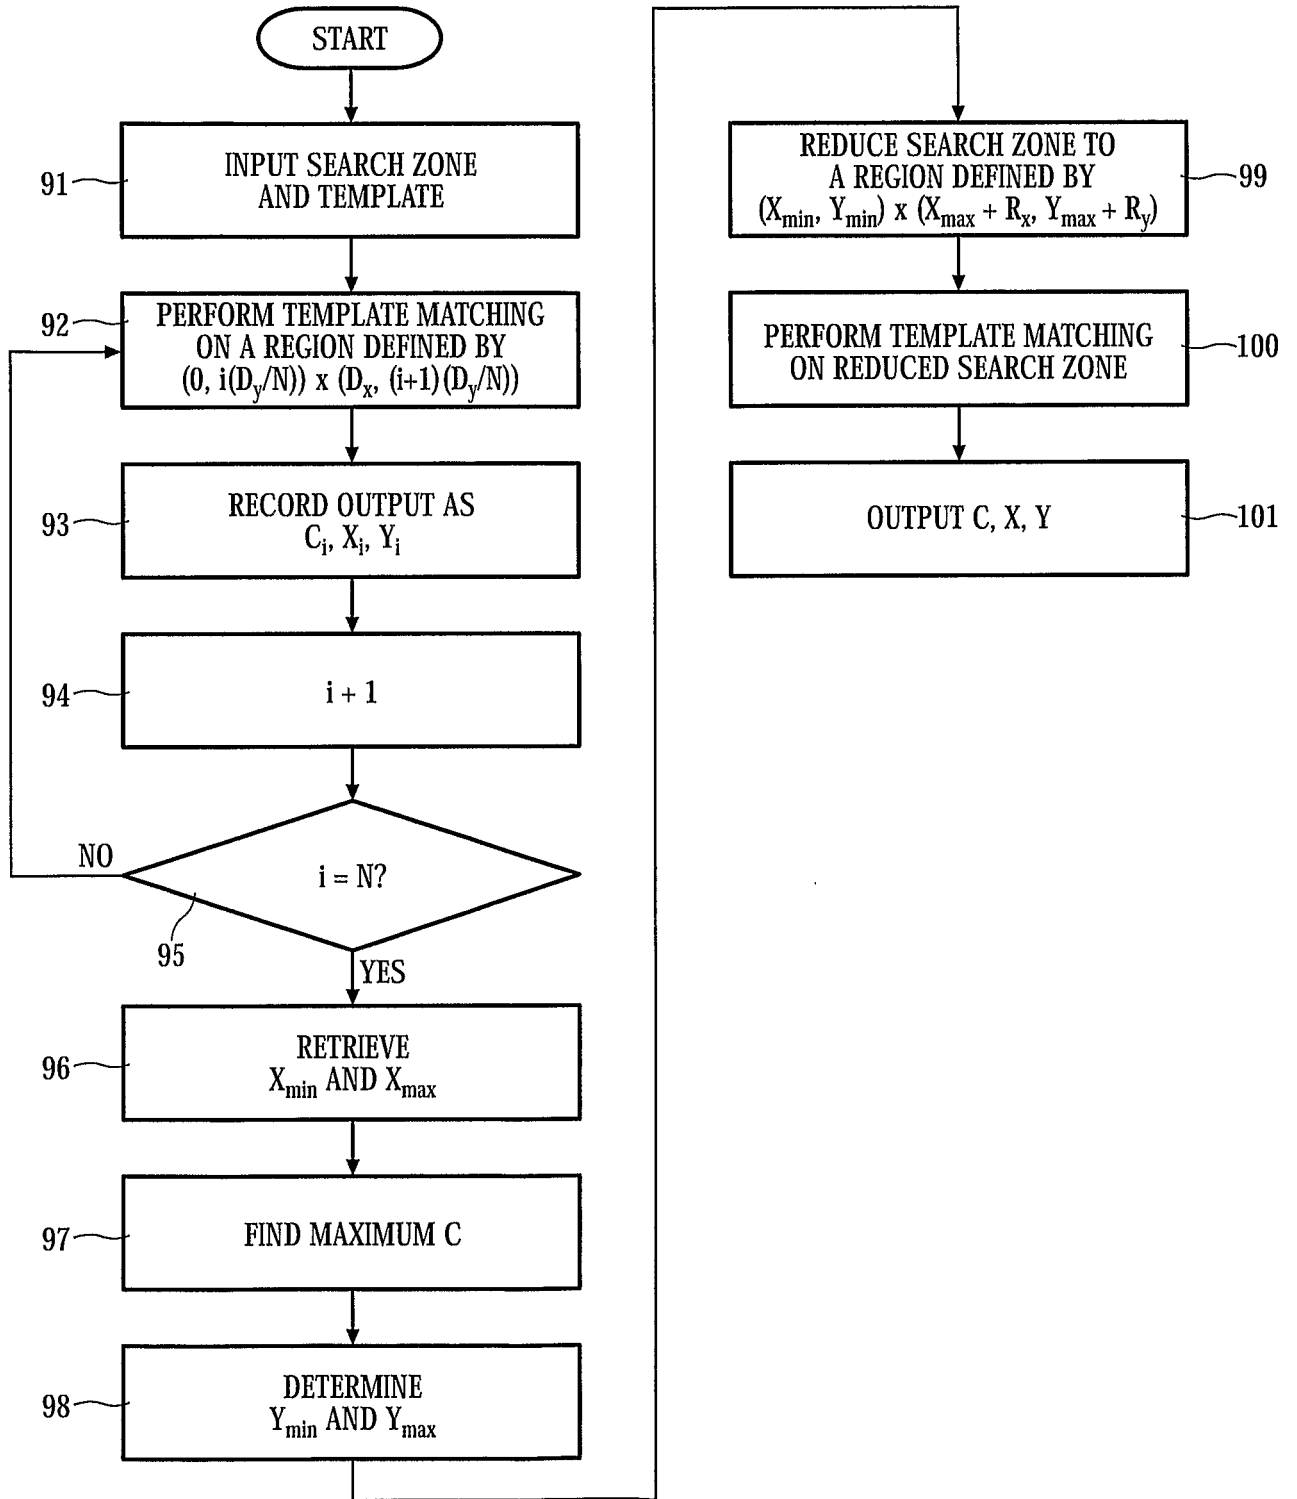 START
91
INPUT SEARCH ZONE
AND TEMPLATE
92
PERFORM TEMPLATE MATCHING
ON A REGION DEFINED BY
(0, i(Dy/N)) x (Dx, (i+1)(Dy/N))
93
RECORD OUTPUT AS
Ci, Xi, Yi
94
i + 1
NO
i = N?
95
YES
96
RETRIEVE
Xmin AND Xmax
97
FIND MAXIMUM C
98
DETERMINE
Ymin AND Ymax
REDUCE SEARCH ZONE TO
A REGION DEFINED BY
(Xmin, Ymin) x (Xmax + Rx, Ymax + Ry)
99
PERFORM TEMPLATE MATCHING
ON REDUCED SEARCH ZONE
100
OUTPUT C, X, Y
101